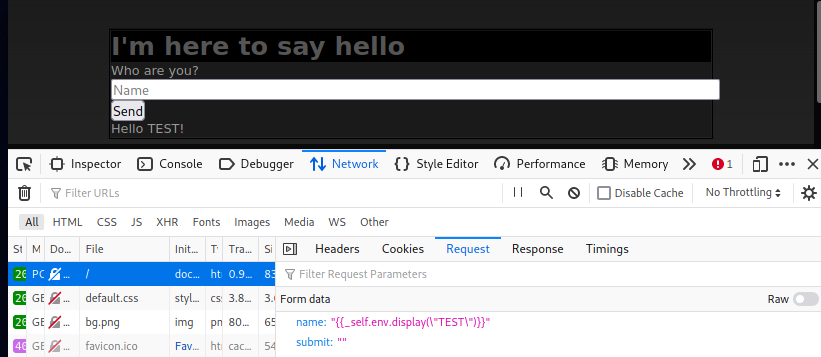 I'm here to say hello
Who are you?
Name
Send
Hello TEST!
Inspector Console Debugger Network Style Editor Performance Memory 1
Filter URLs Disable Cache No Throttling
All HTML CSS JS XHR Fonts Images Media WS Other
St M Do... File Init... Ty Tra... Si Headers Cookies Request Response Timings
20 PC ... / doc... htl 0.9... 83 Filter Request Parameters
20 GE ... default.css styl... cs: 3.8... 3.0 Form data Raw
20 GE ... bg.png img pn 80... 65 name: "{{_self.env.display(\"TEST\")}}"
40 GE ... favicon.ico Fav... htl cac... 54 submit: ""